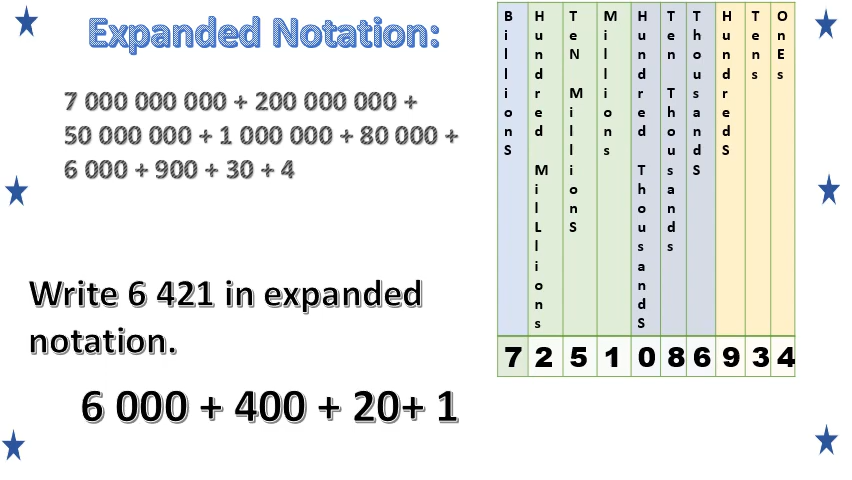 Expanded Notation:
7 000 000 000 + 200 000 000 +
50 000 000 + 1 000 000 + 80 000 +
6 000 + 900 + 30 + 4
Write 6 421 in expanded
notation.
6 000 + 400 + 20+ 1
BillionS
Hundred MilLlions
TeN MillionS
Millions
Hundred ThousandS
Ten Thousands
ThousandS
HundredS
Tens
OnEs
7 2 5 1 0 8 6 9 3 4